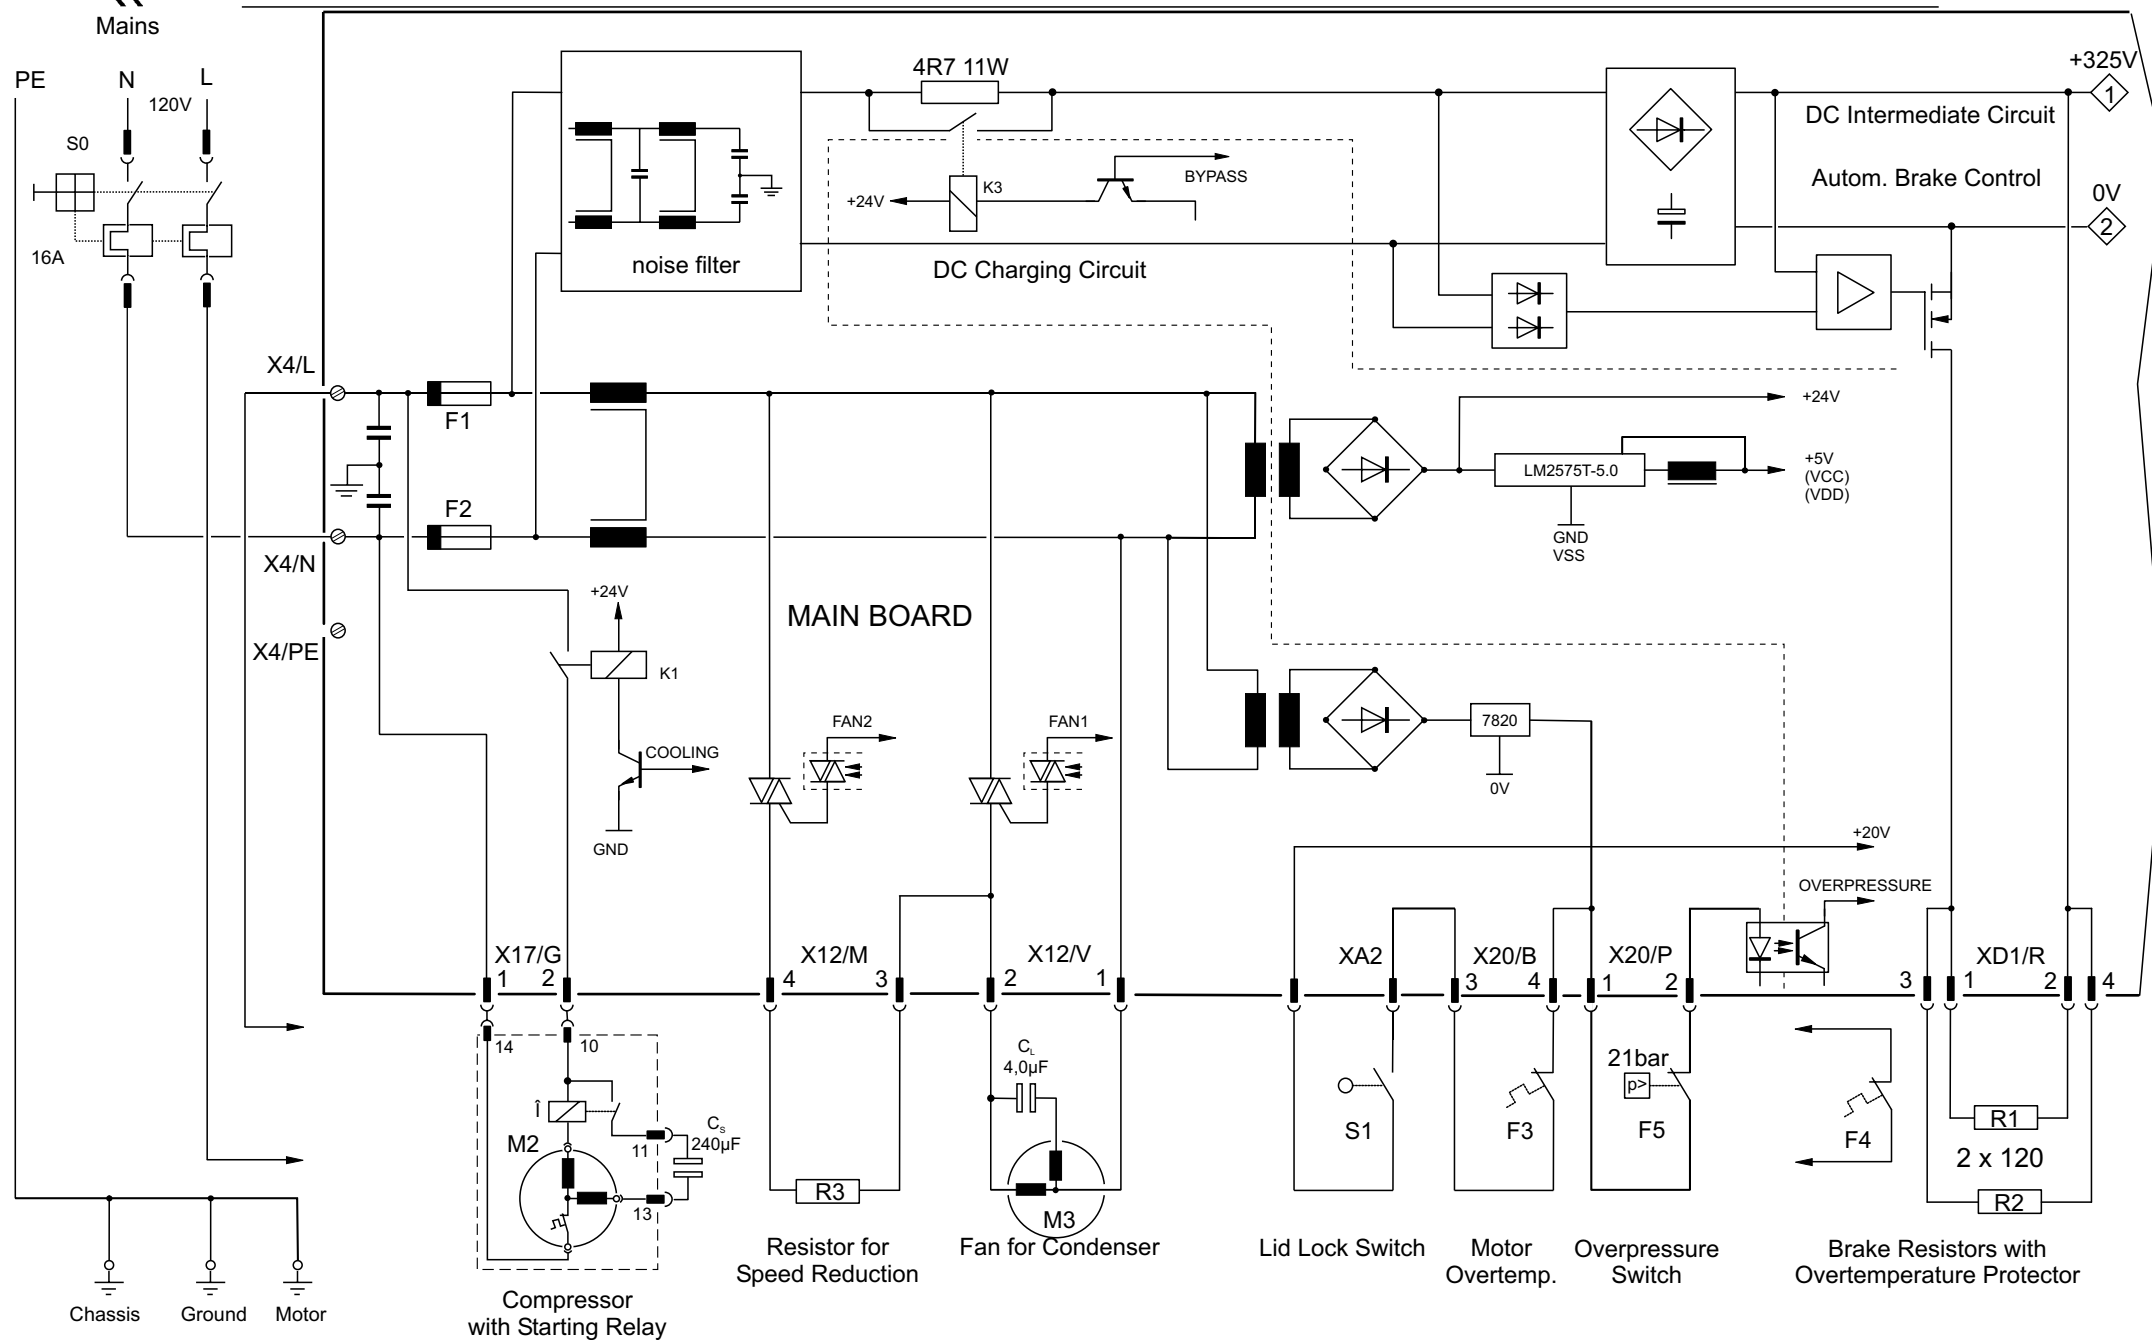 Mains
PE
N
L
120V
S0
16A
4R7 11W
+325V
1
DC Intermediate Circuit
Autom. Brake Control
0V
2
BYPASS
+24V
K3
noise filter
DC Charging Circuit
X4/L
F1
+24V
LM2575T-5.0
+5V
(VCC)
(VDD)
F2
GND
VSS
X4/N
+24V
MAIN BOARD
X4/PE
K1
FAN2
FAN1
7820
COOLING
0V
GND
+20V
OVERPRESSURE
X17/G
X12/M
X12/V
XA2
X20/B
X20/P
XD1/R
1
2
4
3
2
1
3
4
1
2
3
1
2
4
14
10
CL
4,0µF
21bar
p>
Î
M2
11
CS
240µF
S1
F3
F5
F4
R1
2 x 120
R3
13
M3
R2
Lid Lock Switch
Motor
Overtemp.
Overpressure
Switch
Brake Resistors with
Overtemperature Protector
Resistor for
Speed Reduction
Fan for Condenser
Chassis
Ground
Motor
Compressor
with Starting Relay